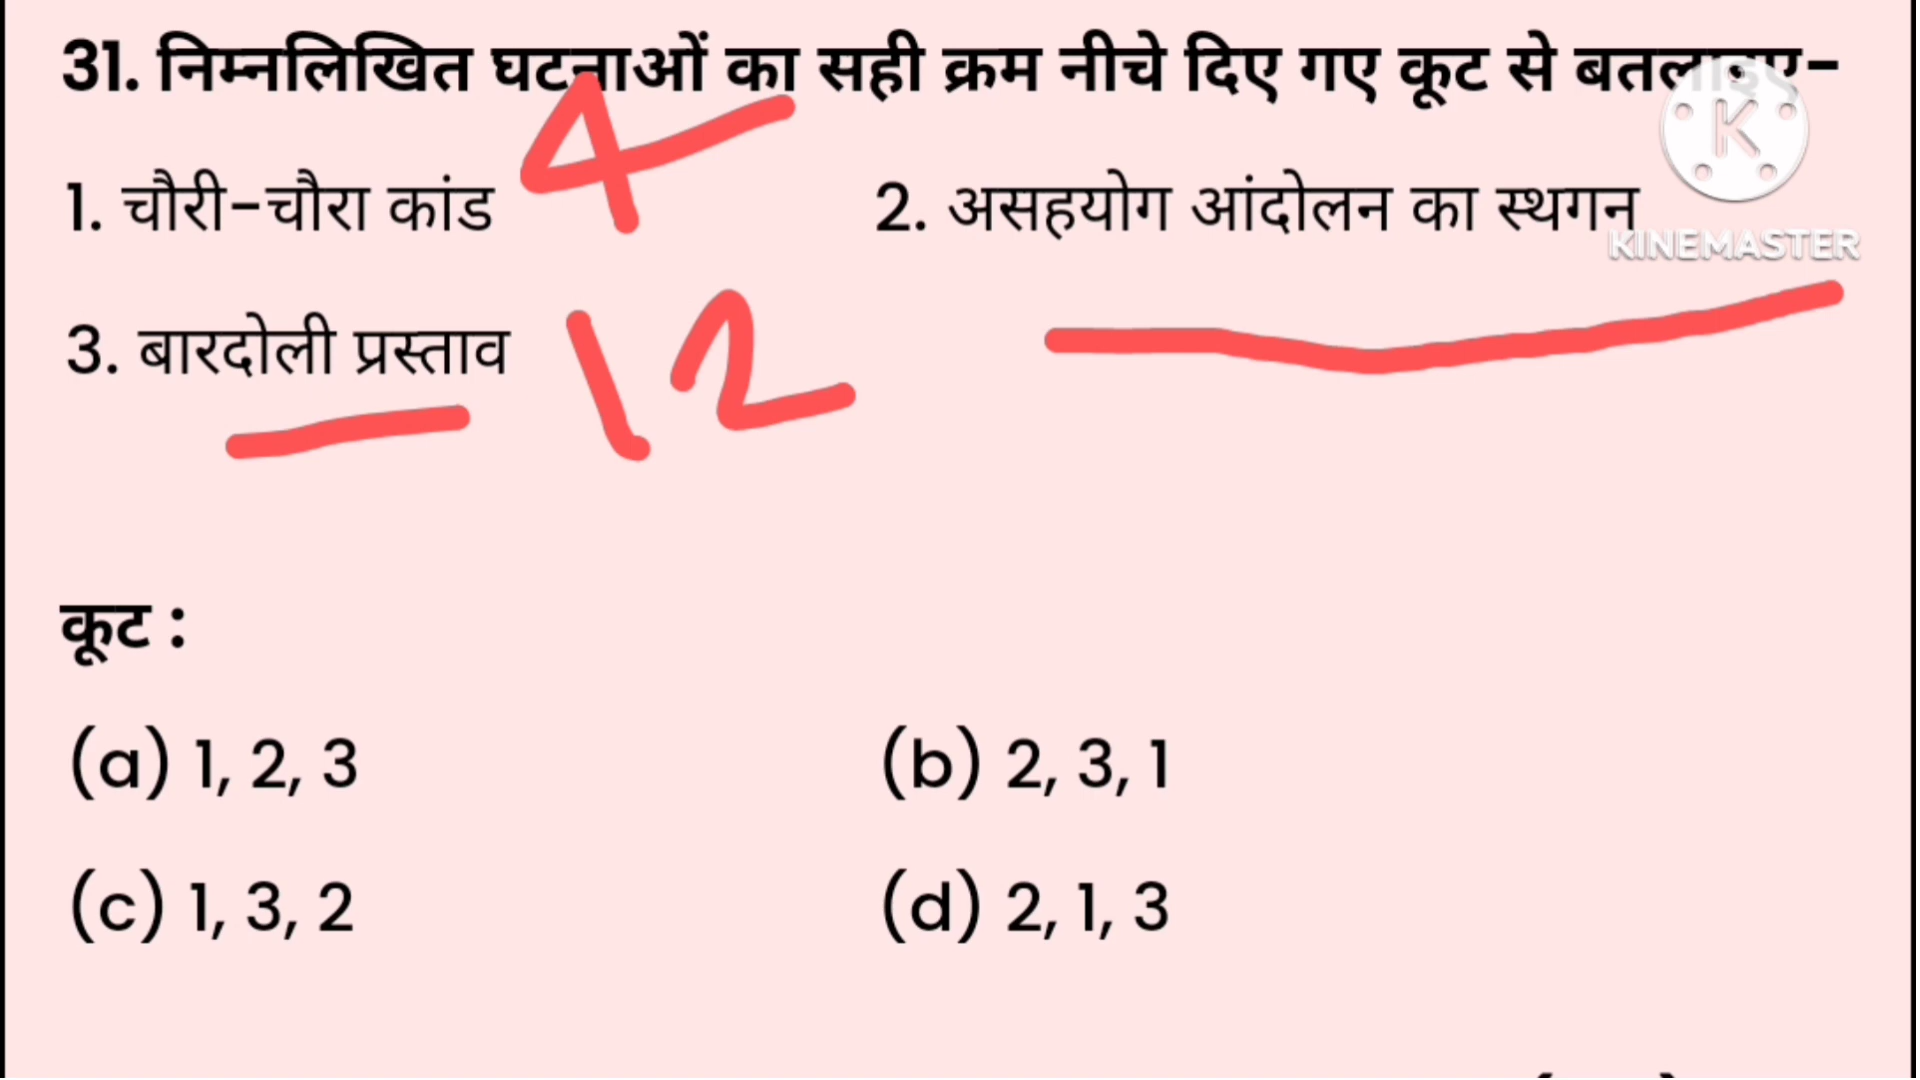 31. निम्नलिखित घटनाओं का सही क्रम नीचे दिए गए कूट से बतलाइए-
4
1. चौरी-चौरा कांड 2. असहयोग आंदोलन का स्थगन
K
KINEMASTER
3. बारदोली प्रस्ताव 12
कूट :
(a) 1, 2, 3 (b) 2, 3, 1
(c) 1, 3, 2 (d) 2, 1, 3